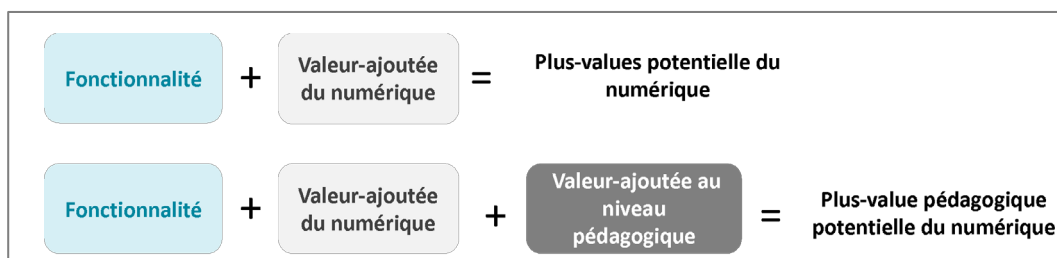 Fonctionnalité + Valeur-ajoutée du numérique = Plus-values potentielle du numérique
Fonctionnalité + Valeur-ajoutée du numérique + Valeur-ajoutée au niveau pédagogique = Plus-value pédagogique potentielle du numérique